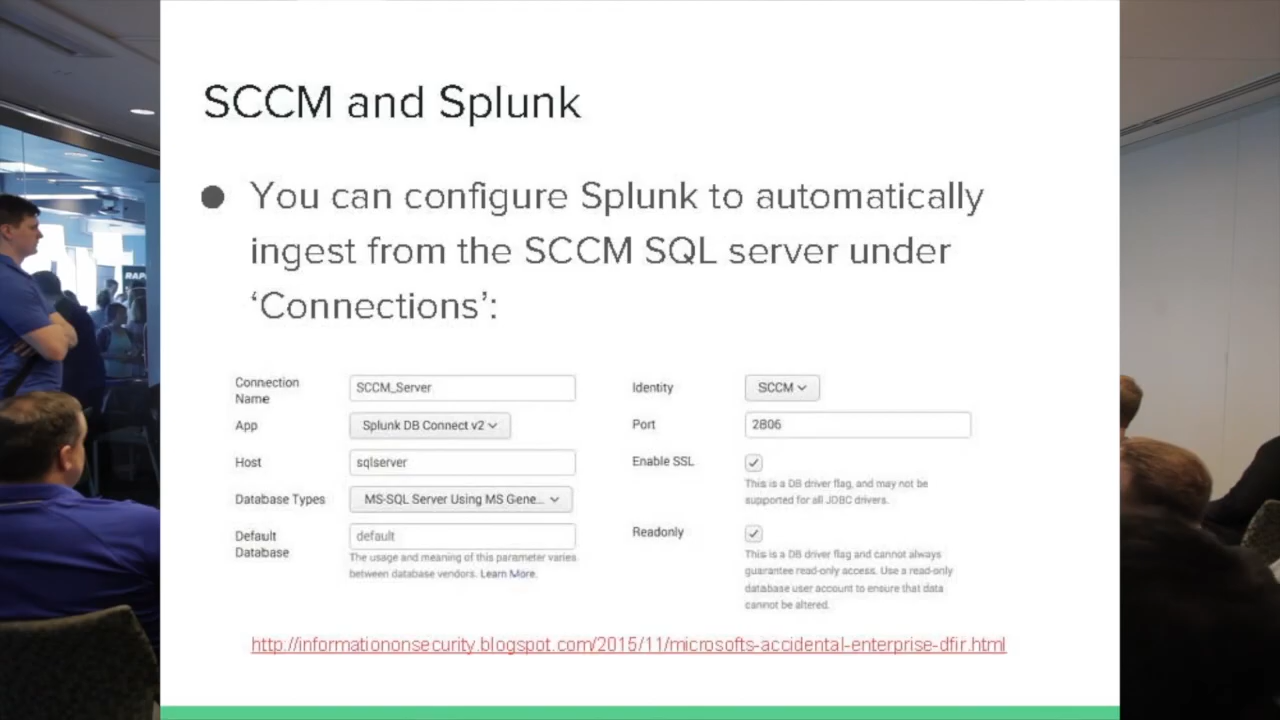 SCCM and Splunk
● You can configure Splunk to automatically
ingest from the SCCM SQL server under
‘Connections’:
Connection
Name
SCCM_Server
App
Splunk DB Connect v2
Host
sqlserver
Database Types
MS-SQL Server Using MS Gene...
Default
Database
default
The usage and meaning of this parameter varies
between database vendors. Learn More.
Identity
SCCM
Port
2806
Enable SSL
This is a DB driver flag, and may not be
supported for all JDBC drivers.
Readonly
This is a DB driver flag and cannot always
guarantee read-only access. Use a read-only
database user account to ensure that data
cannot be altered.
http://informationonsecurity.blogspot.com/2015/11/microsofts-accidental-enterprise-dfir.html